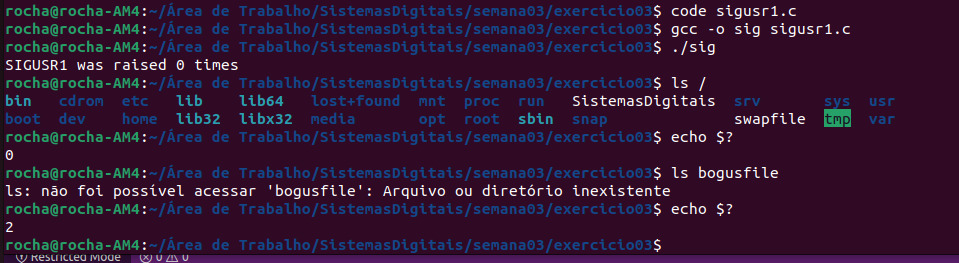 rocha@rocha-AM4:~/Área de Trabalho/SistemasDigitais/semana03/exercicio03$ code sigusr1.c
rocha@rocha-AM4:~/Área de Trabalho/SistemasDigitais/semana03/exercicio03$ gcc -o sig sigusr1.c
rocha@rocha-AM4:~/Área de Trabalho/SistemasDigitais/semana03/exercicio03$ ./sig
SIGUSR1 was raised 0 times
rocha@rocha-AM4:~/Área de Trabalho/SistemasDigitais/semana03/exercicio03$ ls /
bin cdrom etc lib lib64 lost+found mnt proc run SistemasDigitais srv sys usr
boot dev home lib32 libx32 media opt root sbin snap swapfile tmp var
rocha@rocha-AM4:~/Área de Trabalho/SistemasDigitais/semana03/exercicio03$ echo $?
0
rocha@rocha-AM4:~/Área de Trabalho/SistemasDigitais/semana03/exercicio03$ ls bogusfile
ls: não foi possível acessar 'bogusfile': Arquivo ou diretório inexistente
rocha@rocha-AM4:~/Área de Trabalho/SistemasDigitais/semana03/exercicio03$ echo $?
2
rocha@rocha-AM4:~/Área de Trabalho/SistemasDigitais/semana03/exercicio03$
Restricted Mode 0 0